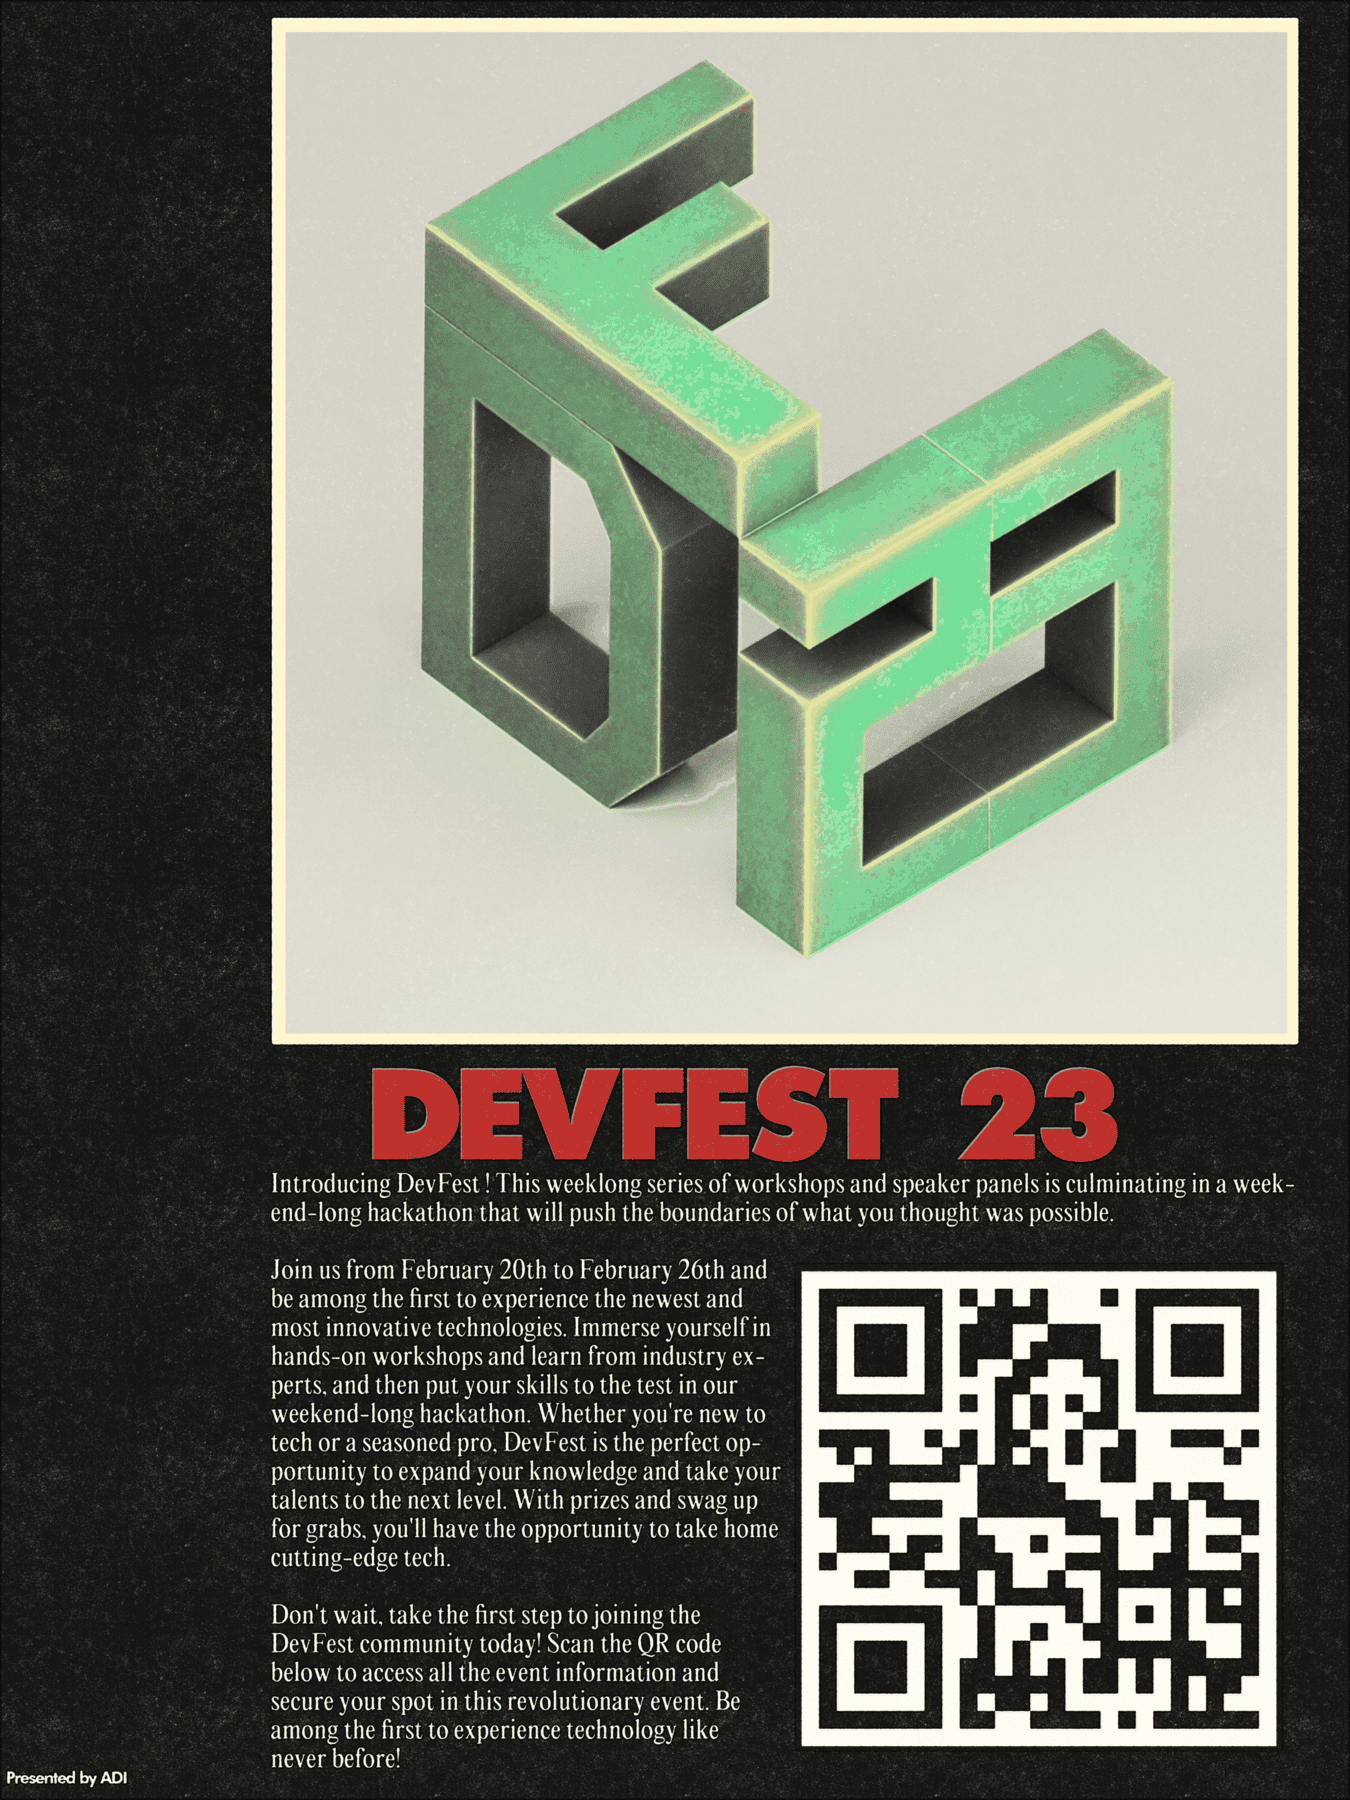 DF
23
DEVFEST 23
Introducing DevFest ! This weeklong series of workshops and speaker panels is culminating in a week-
end-long hackathon that will push the boundaries of what you thought was possible.
Join us from February 20th to February 26th and
be among the first to experience the newest and
most innovative technologies. Immerse yourself in
hands-on workshops and learn from industry ex-
perts, and then put your skills to the test in our
weekend-long hackathon. Whether you're new to
tech or a seasoned pro, DevFest is the perfect op-
portunity to expand your knowledge and take your
talents to the next level. With prizes and swag up
for grabs, you'll have the opportunity to take home
cutting-edge tech.
Don't wait, take the first step to joining the
DevFest community today! Scan the QR code
below to access all the event information and
secure your spot in this revolutionary event. Be
among the first to experience technology like
never before!
Presented by ADI